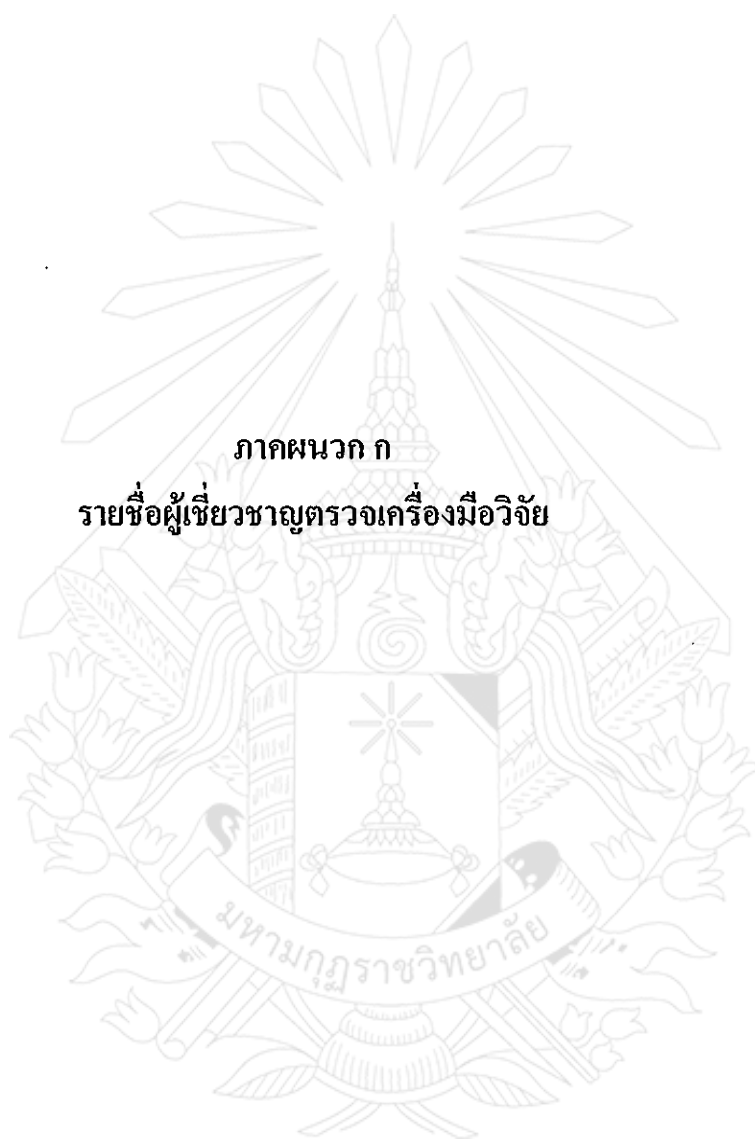 ภาคผนวก ก
รายชื่อผู้เชี่ยวชาญตรวจเครื่องมือวิจัย
มหามกุฏราชวิทยาลัย